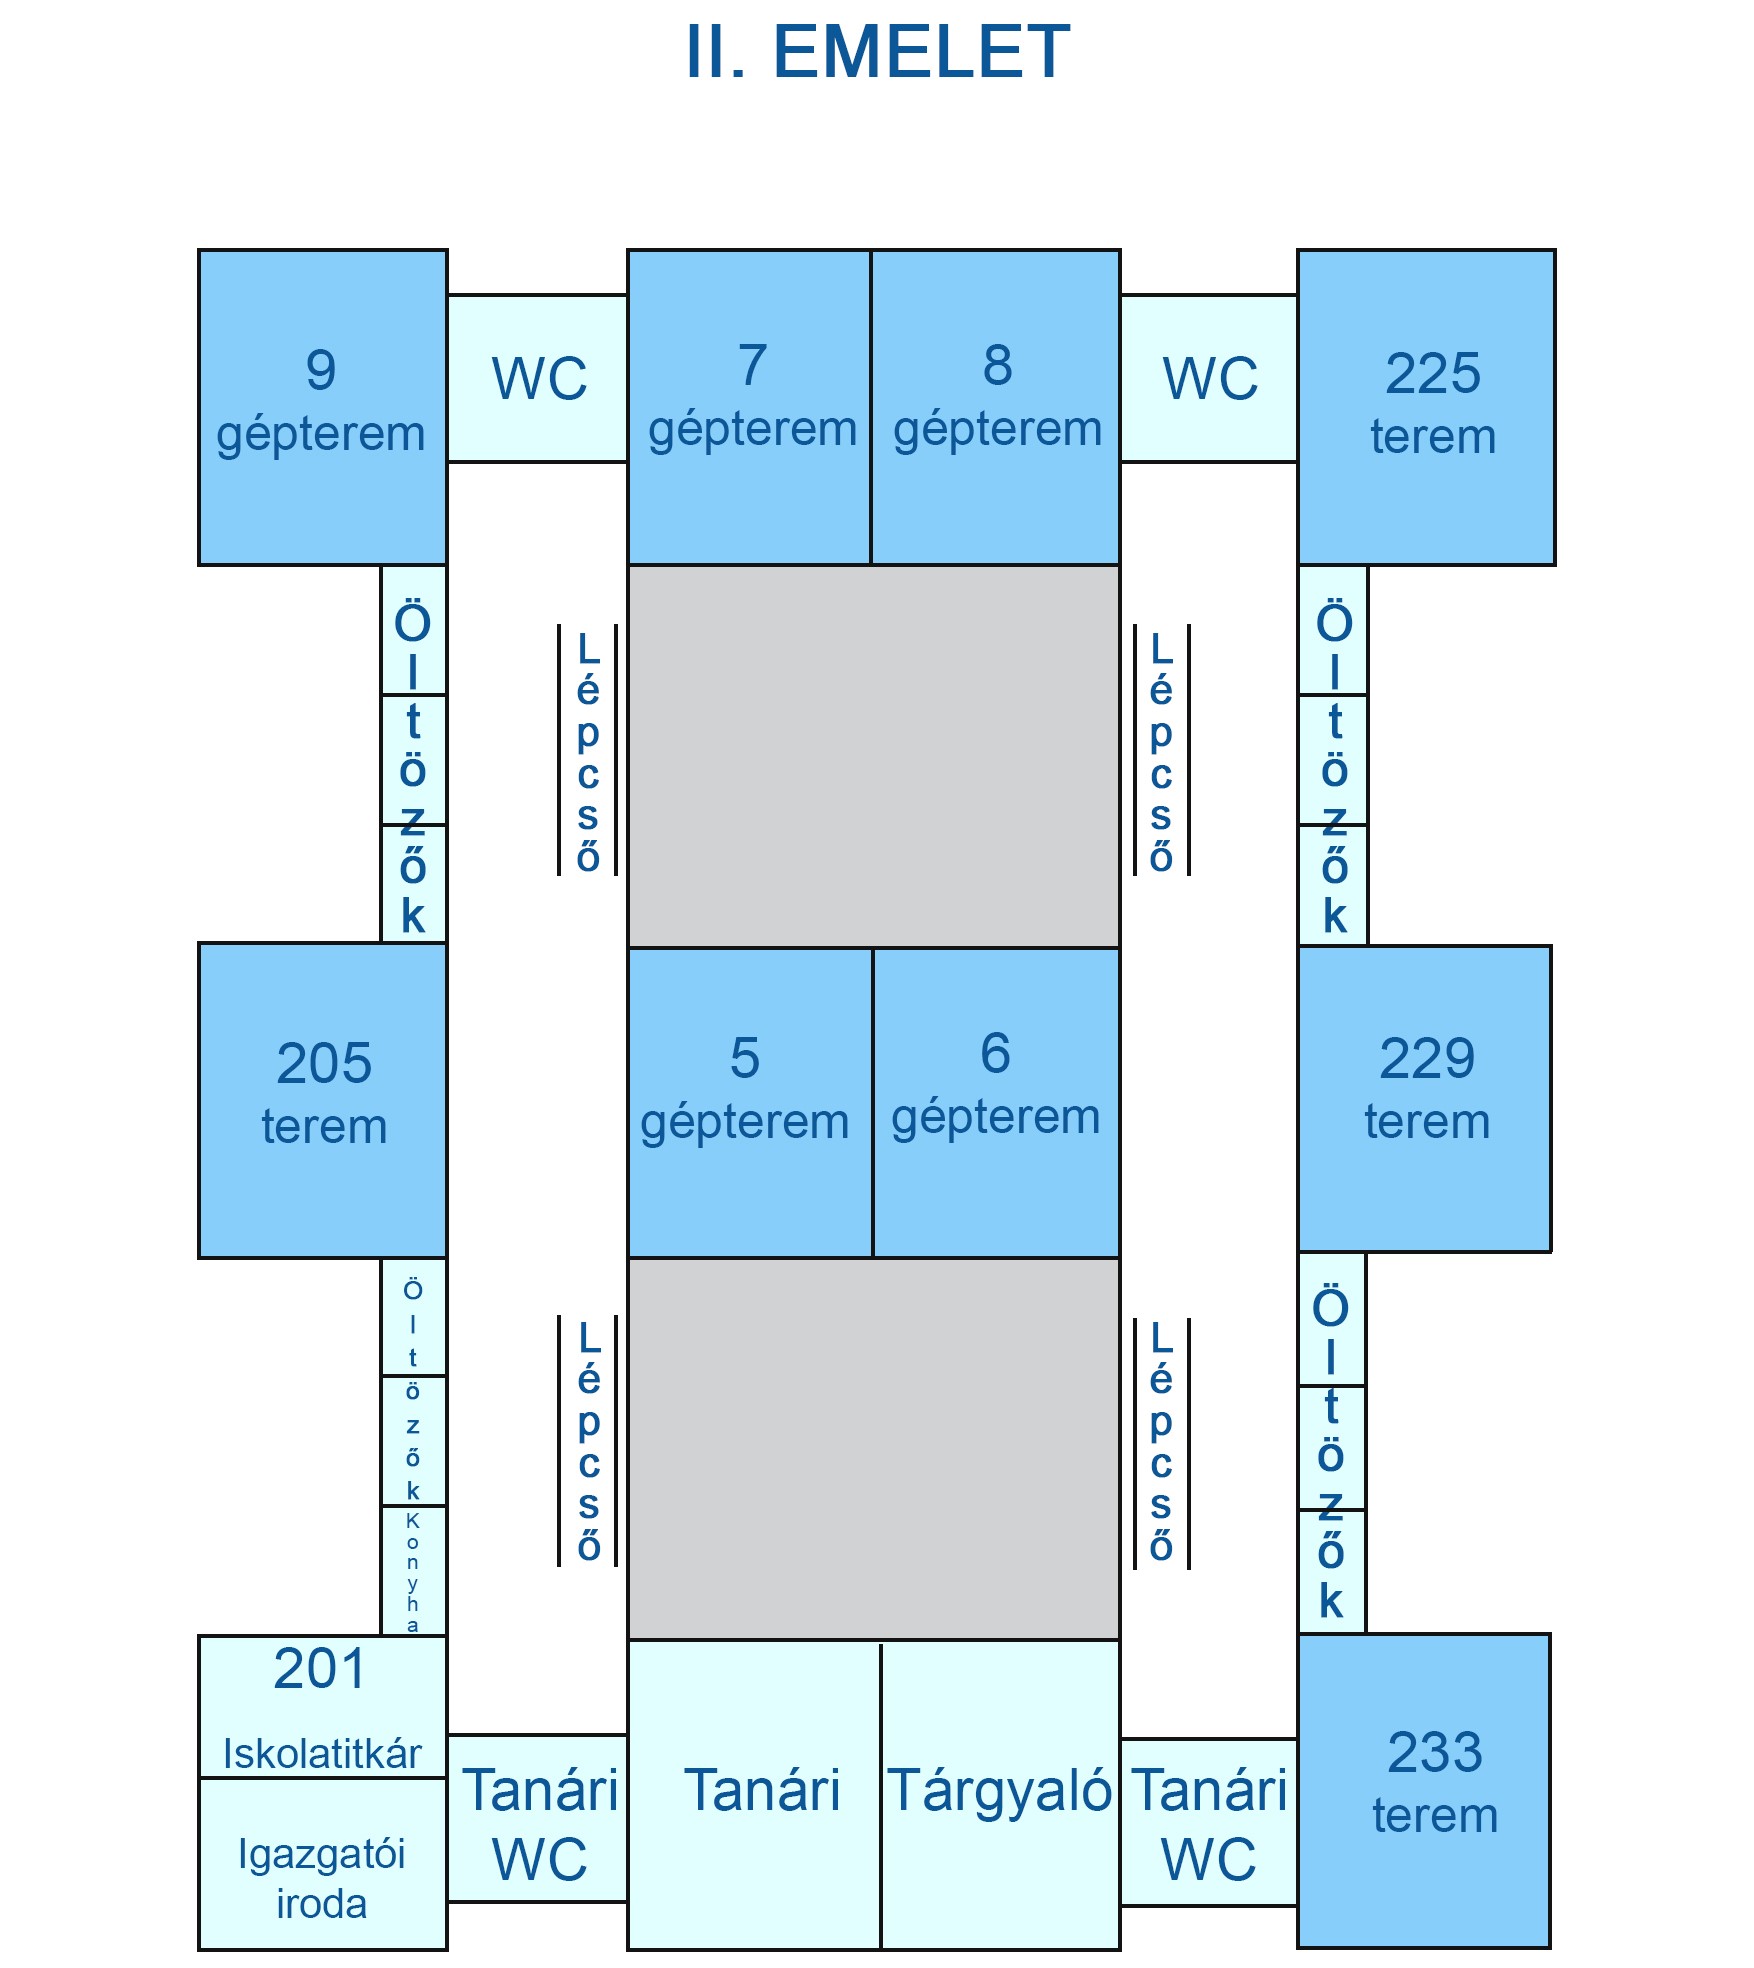 II. EMELET
9
gépterem
WC
7
gépterem
8
gépterem
WC
225
terem
Öltözők
Lépcső
Lépcső
Öltözők
205
terem
5
gépterem
6
gépterem
229
terem
Öltözők
Konyha
Lépcső
Lépcső
Öltözők
201
Iskolatitkár
Igazgatói
iroda
Tanári
WC
Tanári
Tárgyaló
Tanári
WC
233
terem